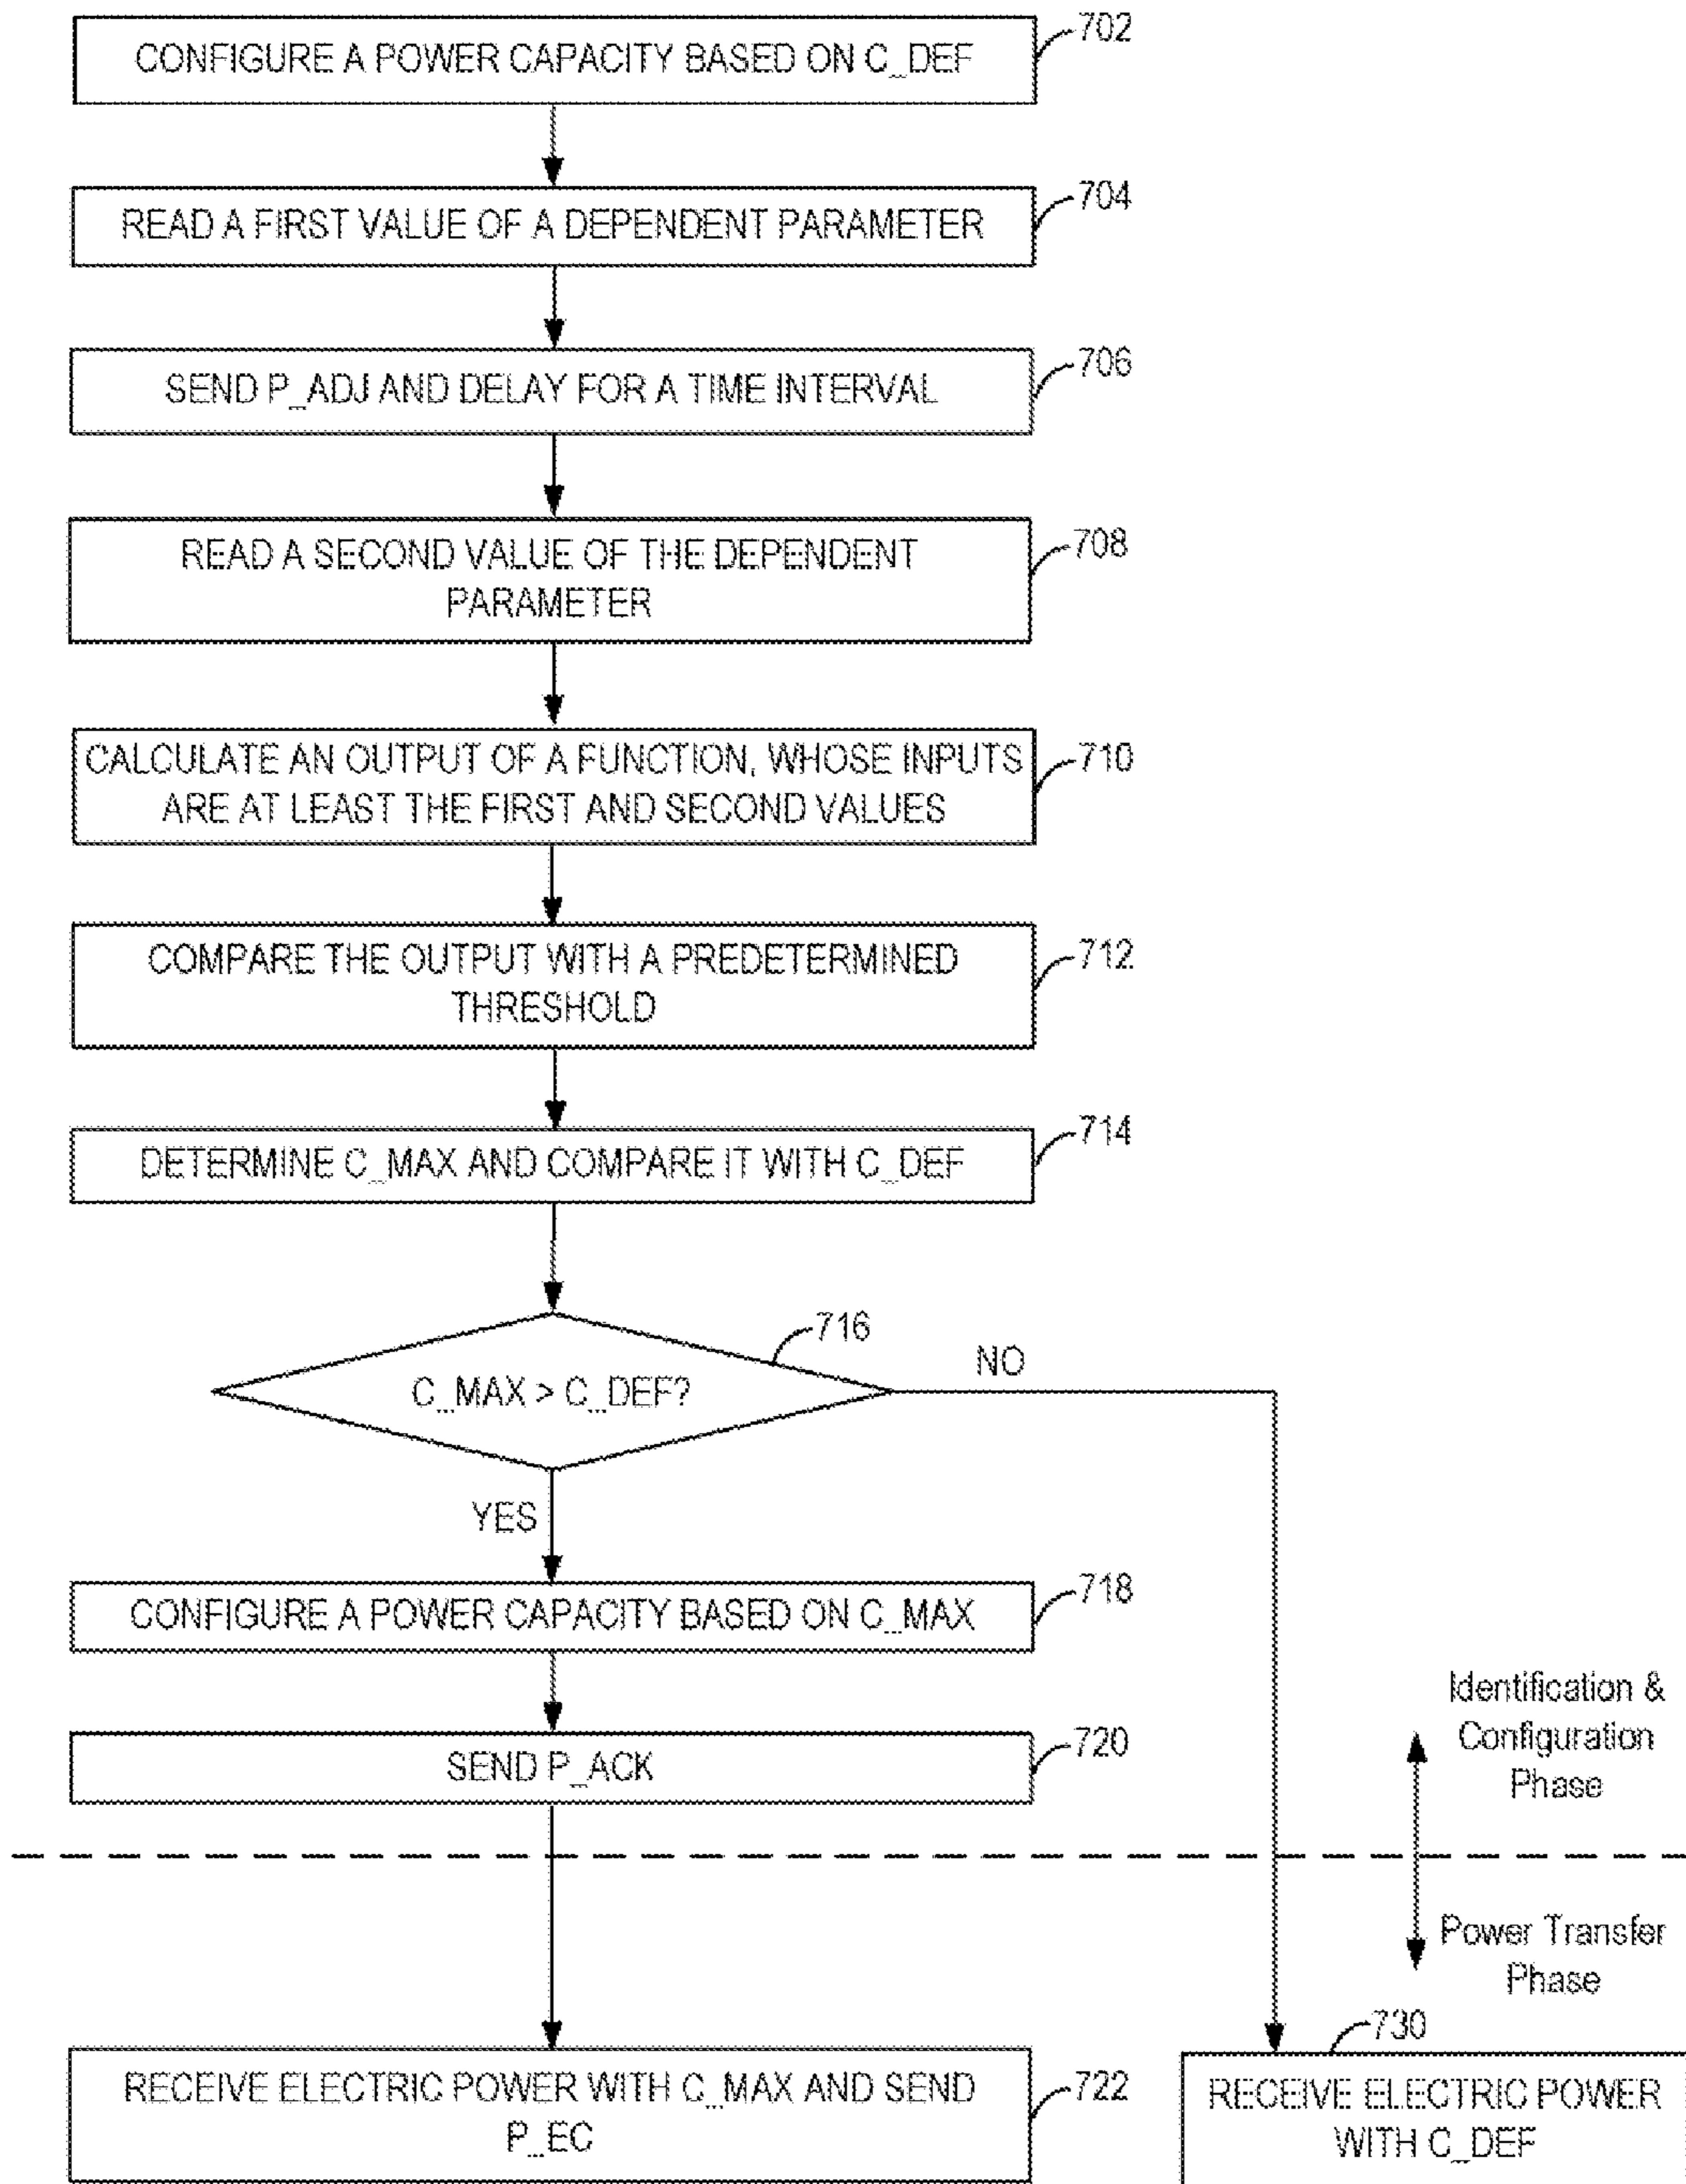 CONFIGURE A POWER CAPACITY BASED ON C_DEF
702
READ A FIRST VALUE OF A DEPENDENT PARAMETER
704
SEND P_ADJ AND DELAY FOR A TIME INTERVAL
706
READ A SECOND VALUE OF THE DEPENDENT
PARAMETER
708
CALCULATE AN OUTPUT OF A FUNCTION, WHOSE INPUTS
ARE AT LEAST THE FIRST AND SECOND VALUES
710
COMPARE THE OUTPUT WITH A PREDETERMINED
THRESHOLD
712
DETERMINE C_MAX AND COMPARE IT WITH C_DEF
714
716
C_MAX > C_DEF?
NO
YES
CONFIGURE A POWER CAPACITY BASED ON C_MAX
718
SEND P_ACK
720
Identification &
Configuration
Phase
Power Transfer
Phase
RECEIVE ELECTRIC POWER WITH C_MAX AND SEND
P_EC
722
730
RECEIVE ELECTRIC POWER
WITH C_DEF